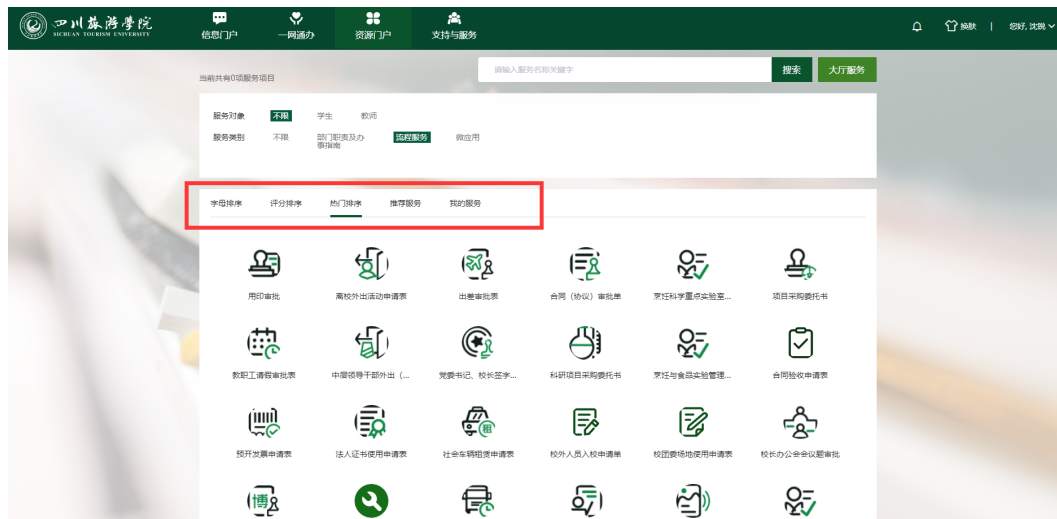 四川旅游学院
SICHUAN TOURISM UNIVERSITY
信息门户 一网通办 资源门户 支持与服务
换肤 | 您好, 沈锐
当前共有0项服务项目 请输入服务名称关键字 搜索 大厅服务
服务对象 不限 学生 教师
服务类别 不限 部门职责及办事指南 流程服务 微应用
字母排序 评分排序 热门排序 推荐服务 我的服务
用印审批 离校外出活动申请表 出差审批表 合同（协议）审批单 烹饪科学重点实验室... 项目采购委托书
教职工请假审批表 中层领导干部外出（... 党委书记、校长签字... 科研项目采购委托书 烹饪与食品实验管理... 合同验收申请表
租
预开发票申请表 法人证书使用申请表 社会车辆租赁申请表 校外人员入校申请单 校团委场地使用申请表 校长办公会会议题审批
博